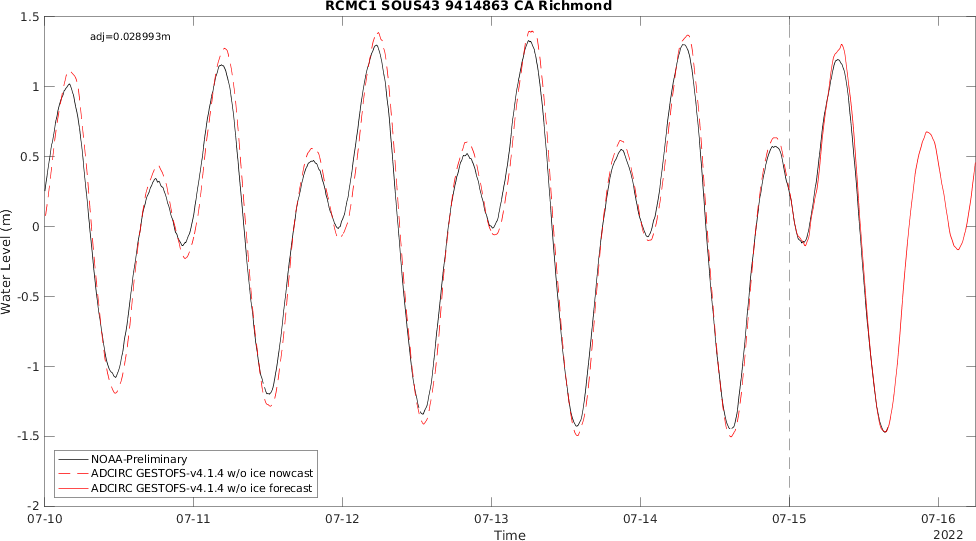 RCMC1 SOUS43 9414863 CA Richmond
adj=0.028993m
1.5
1
0.5
0
-0.5
-1
-1.5
-2
Water Level (m)
NOAA-Preliminary
ADCIRC GESTOFS-v4.1.4 w/o ice nowcast
ADCIRC GESTOFS-v4.1.4 w/o ice forecast
07-10 07-11 07-12 07-13 07-14 07-15 07-16
Time
2022